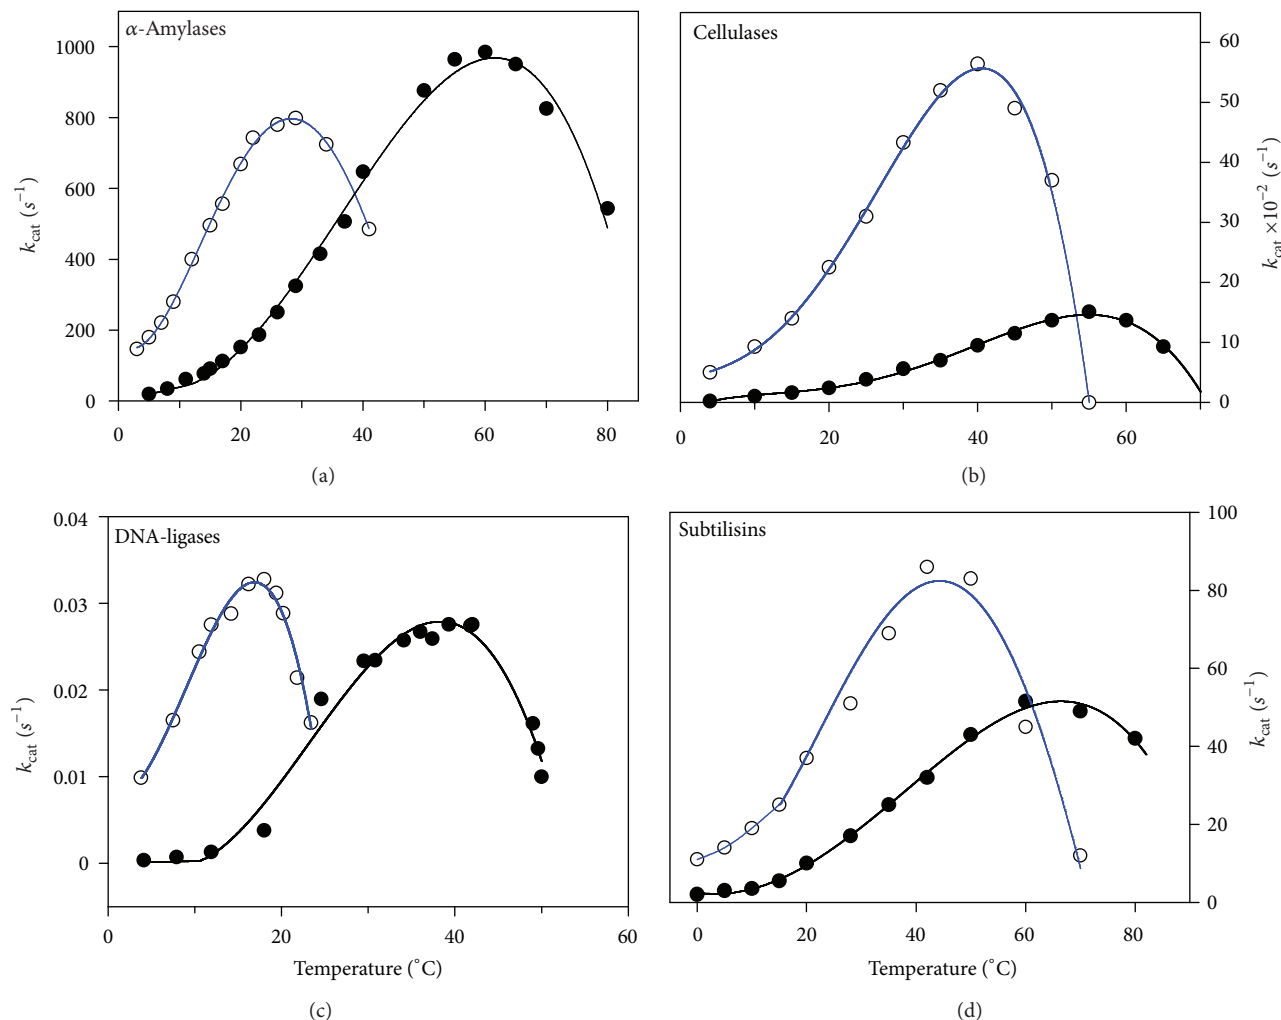 α-Amylases
1000
800
600
400
200
0
k_cat (s⁻¹)
0 20 40 60 80
(a)
Cellulases
60
50
40
30
20
10
0
k_cat ×10⁻² (s⁻¹)
0 20 40 60
(b)
DNA-ligases
0.04
0.03
0.02
0.01
0
k_cat (s⁻¹)
0 20 40 60
Temperature (°C)
(c)
Subtilisins
100
80
60
40
20
0
k_cat (s⁻¹)
0 20 40 60 80
Temperature (°C)
(d)